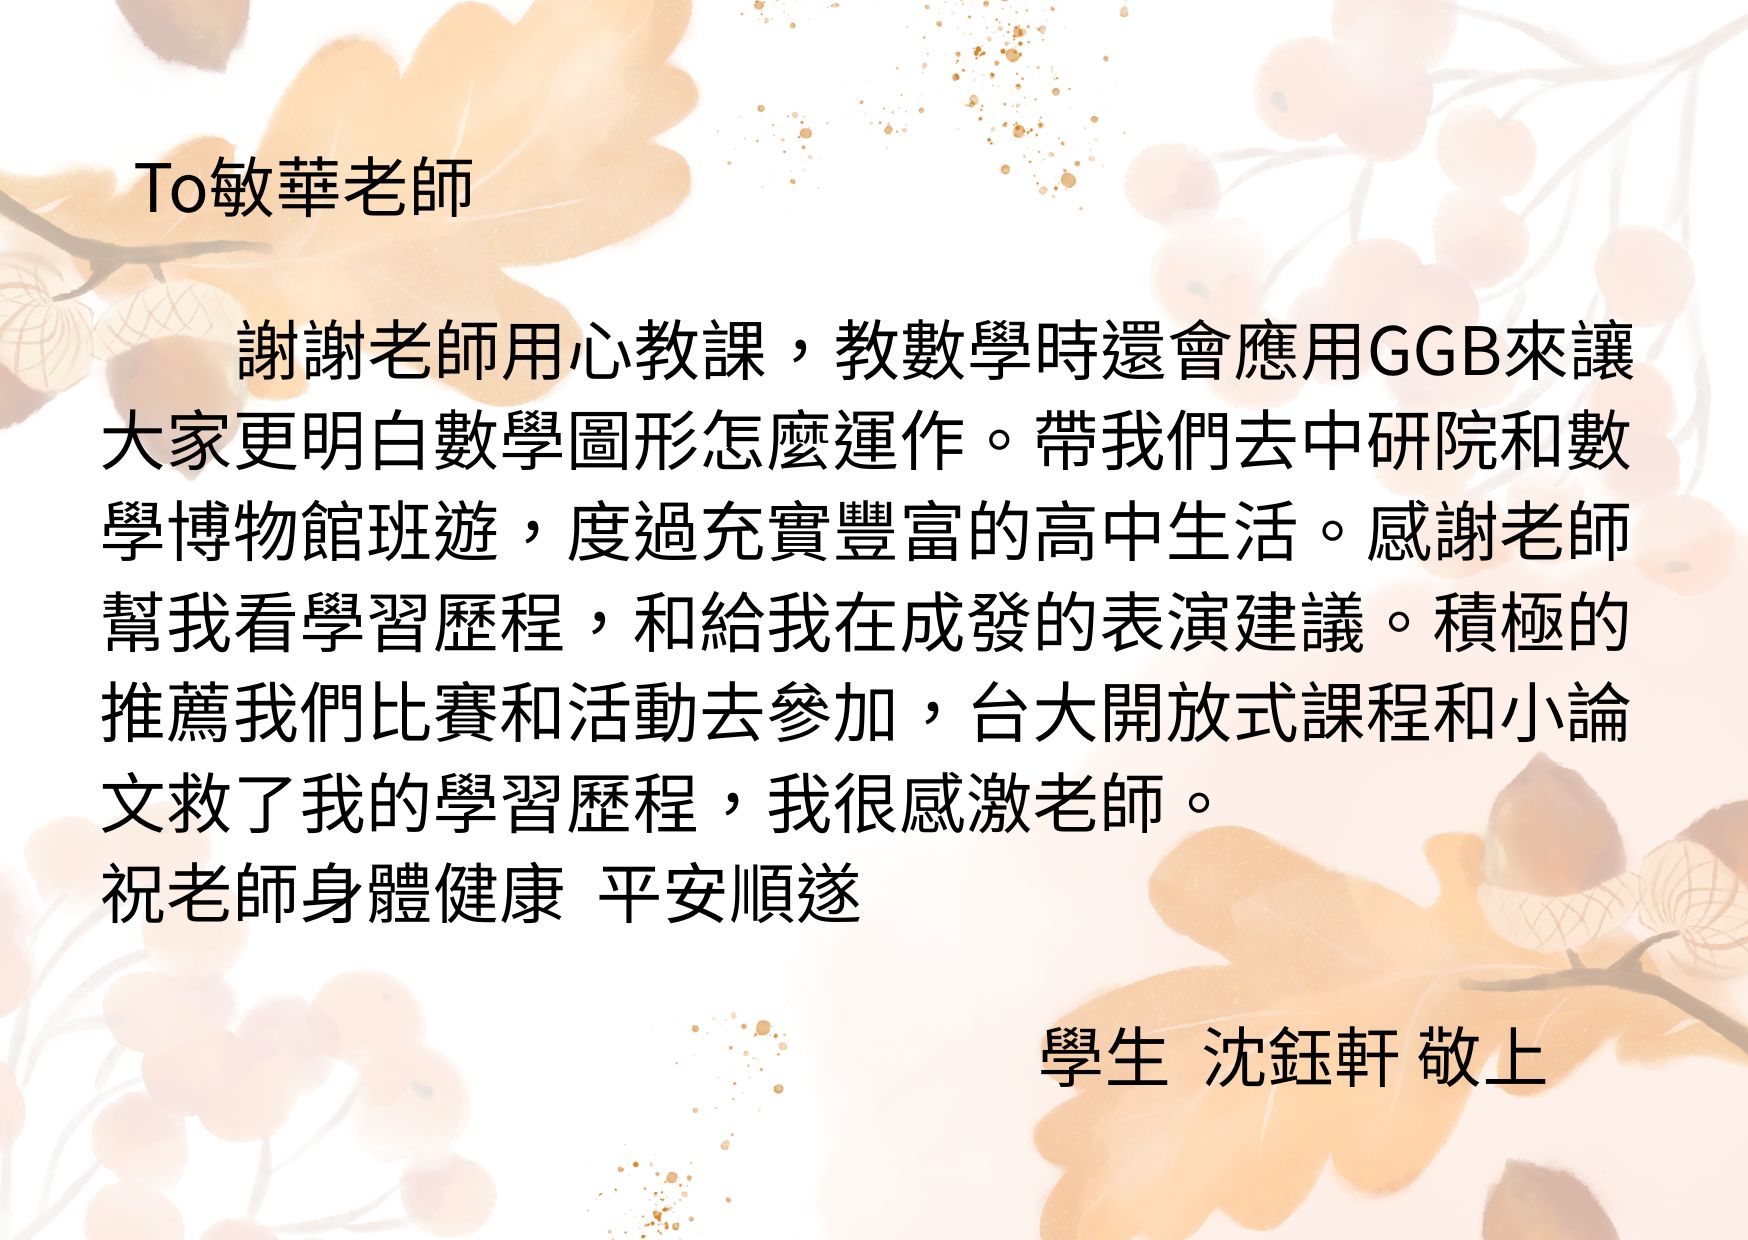 To敏華老師
謝謝老師用心教課，教數學時還會應用GGB來讓
大家更明白數學圖形怎麼運作。帶我們去中研院和數
學博物館班遊，度過充實豐富的高中生活。感謝老師
幫我看學習歷程，和給我在成發的表演建議。積極的
推薦我們比賽和活動去參加，台大開放式課程和小論
文救了我的學習歷程，我很感激老師。
祝老師身體健康 平安順遂
學生 沈鈺軒 敬上